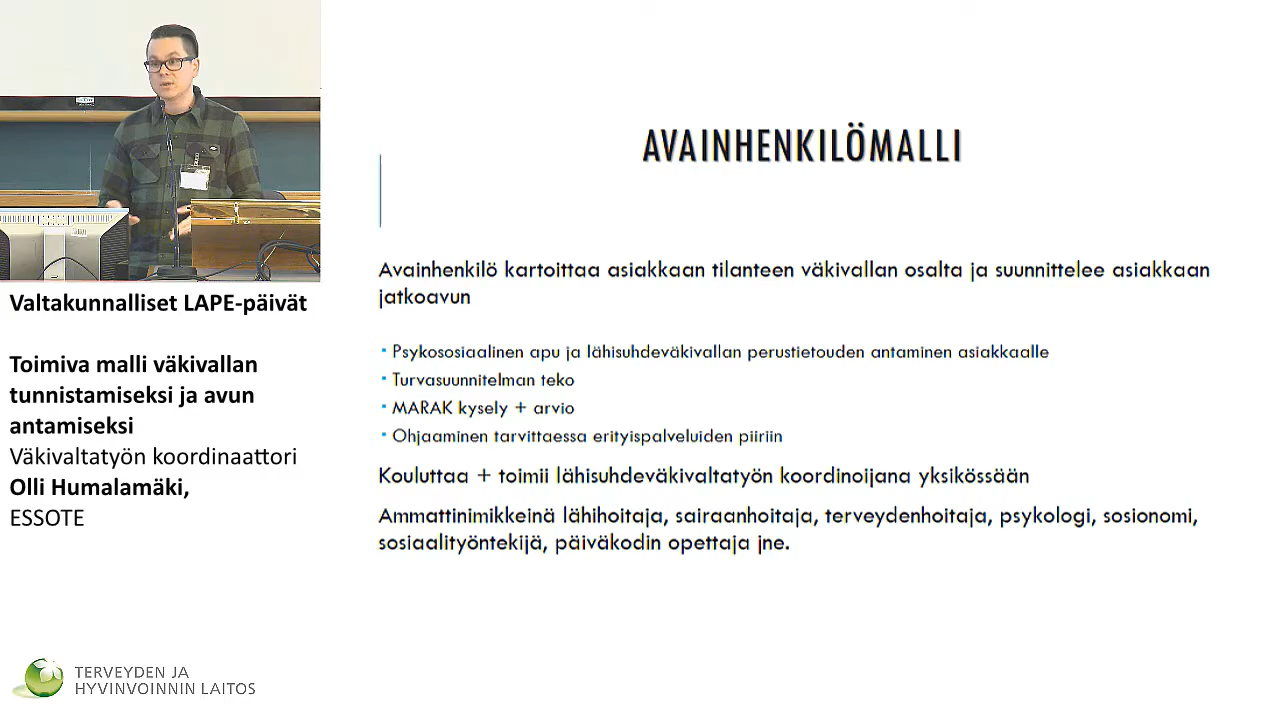 Valtakunnalliset LAPE-päivät
Toimiva malli väkivallan
tunnistamiseksi ja avun
antamiseksi
Väkivaltatyön koordinaattori
Olli Humalamäki,
ESSOTE
TERVEYDEN JA
HYVINVOINNIN LAITOS
AVAINHENKILÖMALLI
Avainhenkilö kartoittaa asiakkaan tilanteen väkivallan osalta ja suunnittelee asiakkaan
jatkoavun
• Psykososiaalinen apu ja lähisuhdeväkivallan perustietouden antaminen asiakkaalle
• Turvasuunnitelman teko
• MARAK kysely + arvio
• Ohjaaminen tarvittaessa erityispalveluiden piiriin
Kouluttaa + toimii lähisuhdeväkivaltatyön koordinoijana yksikössään
Ammattinimikkeinä lähihoitaja, sairaanhoitaja, terveydenhoitaja, psykologi, sosionomi,
sosiaalityöntekijä, päiväkodin opettaja jne.